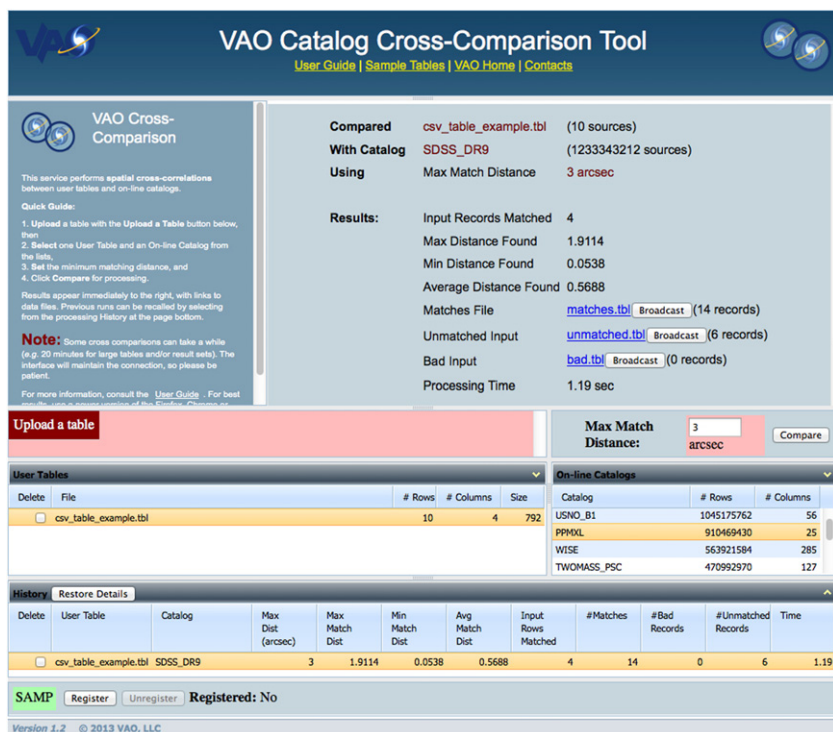 VAO
VAO Catalog Cross-Comparison Tool
User Guide | Sample Tables | VAO Home | Contacts
VAO Cross-
Comparison
This service performs spatial cross-correlations
between user tables and on-line catalogs.
Quick Guide:
1. Upload a table with the Upload a Table button below,
then
2. Select one User Table and an On-line Catalog from
the lists,
3. Set the minimum matching distance, and
4. Click Compare for processing.
Results appear immediately to the right, with links to
data files. Previous runs can be recalled by selecting
from the processing History at the page bottom.
Note: Some cross comparisons can take a while
(e.g. 20 minutes for large tables and/or result sets). The
interface will maintain the connection, so please be
patient.
For more information, consult the User Guide . For best
results, use a newer version of the Firefox, Chrome or
Compared csv_table_example.tbl (10 sources)
With Catalog SDSS_DR9 (1233343212 sources)
Using Max Match Distance 3 arcsec
Results: Input Records Matched 4
Max Distance Found 1.9114
Min Distance Found 0.0538
Average Distance Found 0.5688
Matches File matches.tbl Broadcast (14 records)
Unmatched Input unmatched.tbl Broadcast (6 records)
Bad Input bad.tbl Broadcast (0 records)
Processing Time 1.19 sec
Upload a table
Max Match
Distance: 3
arcsec
Compare
User Tables
Delete File # Rows # Columns Size
csv_table_example.tbl 10 4 792
On-line Catalogs
Catalog # Rows # Columns
USNO_B1 1045175762 56
PPMXL 910469430 25
WISE 563921584 285
TWOMASS_PSC 470992970 127
History Restore Details
Delete User Table Catalog Max Dist (arcsec) Max Match Dist Min Match Dist Avg Match Dist Input Rows Matched #Matches #Bad Records #Unmatched Records Time
csv_table_example.tbl SDSS_DR9 3 1.9114 0.0538 0.5688 4 14 0 6 1.19
SAMP Register Unregister Registered: No
Version 1.2 © 2013 VAO, LLC